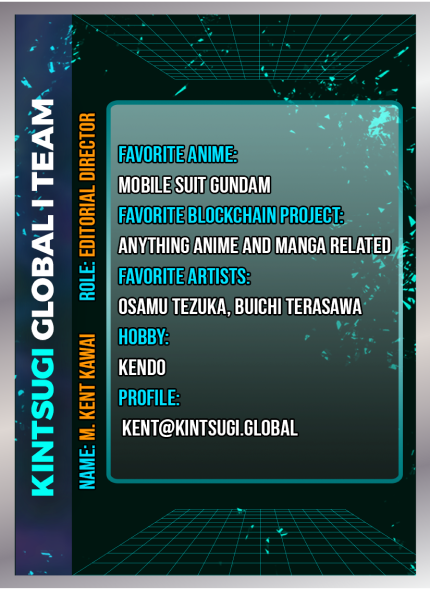 KINTSUGI GLOBAL | TEAM
NAME: M. KENT KAWAI ROLE: EDITORIAL DIRECTOR
FAVORITE ANIME:
MOBILE SUIT GUNDAM
FAVORITE BLOCKCHAIN PROJECT:
ANYTHING ANIME AND MANGA RELATED
FAVORITE ARTISTS:
OSAMU TEZUKA, BUICHI TERASAWA
HOBBY:
KENDO
PROFILE:
KENT@KINTSUGI.GLOBAL